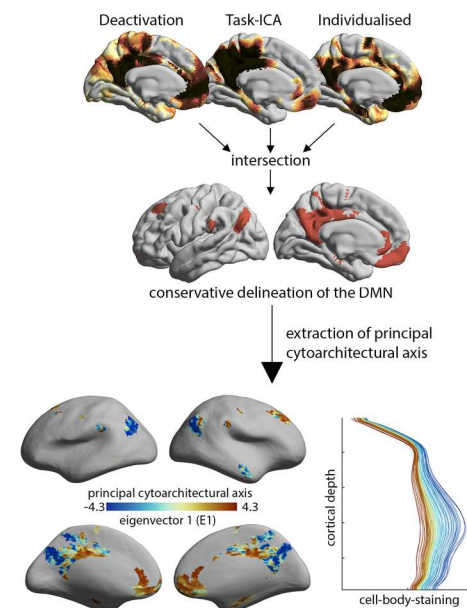 Deactivation Task-ICA Individualised
intersection
conservative delineation of the DMN
extraction of principal
cytoarchitectural axis
principal cytoarchitectural axis
-4.3 4.3
eigenvector 1 (E1)
cortical depth
cell-body-staining